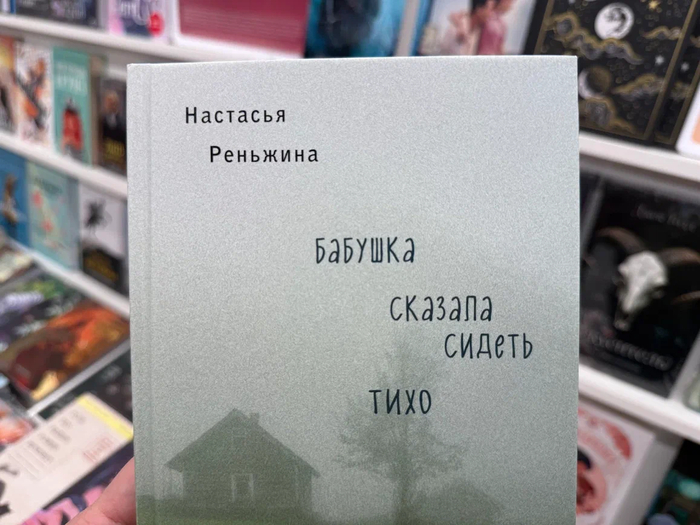 Настасья
Реньжина
бабушка
сказала
сидеть
тихо